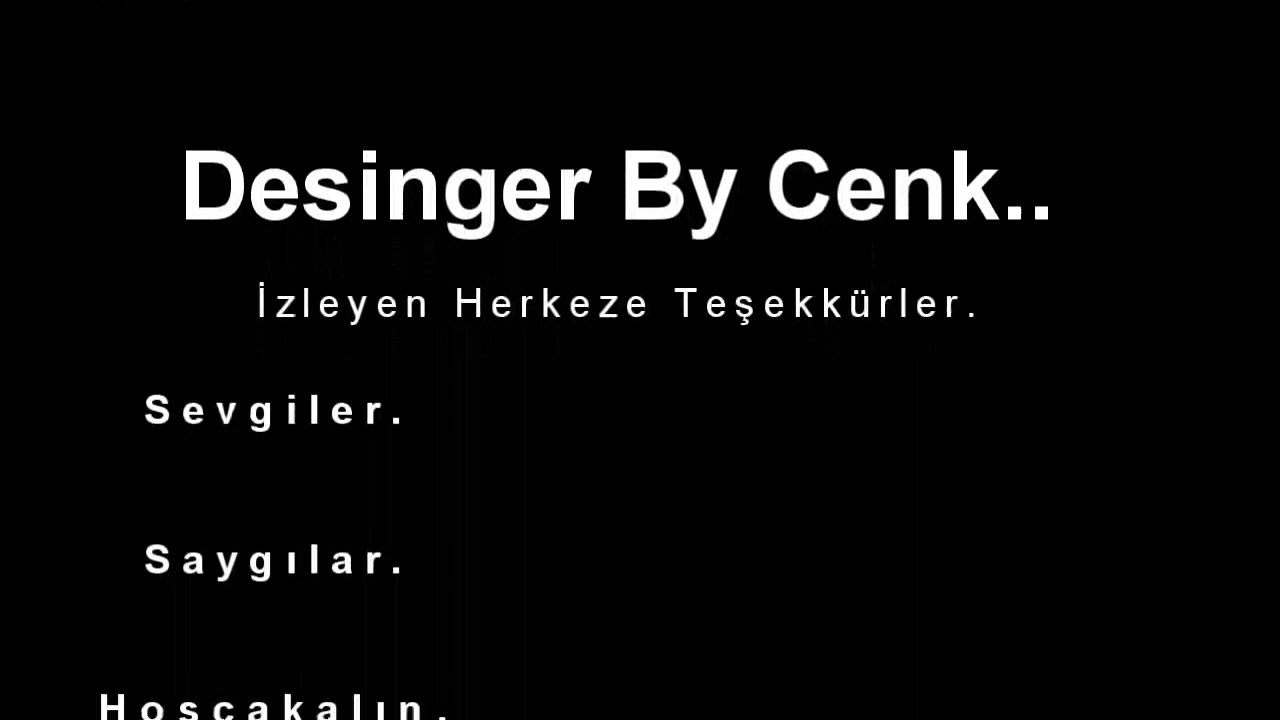 Desinger By Cenk..
İzleyen Herkeze Teşekkürler.
Sevgiler.
Saygılar.
Hoşçakalın.